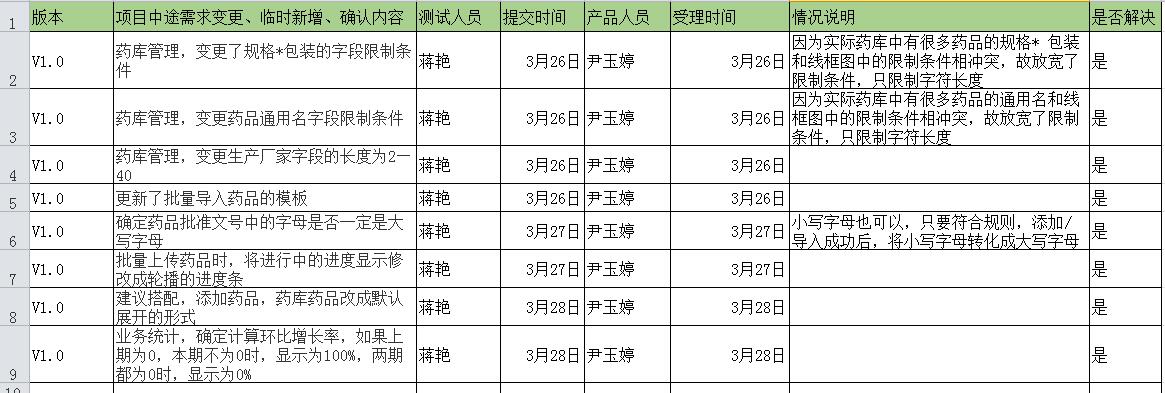 1 版本 项目中途需求变更、临时新增、确认内容 测试人员 提交时间 产品人员 受理时间 情况说明 是否解决
药库管理，变更了规格*包装的字段限制条
件
因为实际药库中有很多药品的规格* 包装
和线框图中的限制条件相冲突，故放宽了
限制条件，只限制字符长度
2 V1.0 蒋艳 3月26日 尹玉婷 3月26日 是
药库管理，变更药品通用名字段限制条件
因为实际药库中有很多药品的通用名和线
框图中的限制条件相冲突，故放宽了限制
条件，只限制字符长度
3 V1.0 蒋艳 3月26日 尹玉婷 3月26日 是
药库管理，变更生产厂家字段的长度为2—
40
4 V1.0 蒋艳 3月26日 尹玉婷 3月26日 是
5 V1.0 更新了批量导入药品的模板 蒋艳 3月26日 尹玉婷 3月26日 是
确定药品批准文号中的字母是否一定是大
写字母
小写字母也可以，只要符合规则，添加/
导入成功后，将小写字母转化成大写字母
6 V1.0 蒋艳 3月27日 尹玉婷 3月27日 是
批量上传药品时，将进行中的进度显示修
改成轮播的进度条
7 V1.0 蒋艳 3月27日 尹玉婷 3月27日 是
建议搭配，添加药品，药库药品改成默认
展开的形式
8 V1.0 蒋艳 3月28日 尹玉婷 3月28日 是
业务统计，确定计算环比增长率，如果上
期为0，本期不为0时，显示为100%，两期
都为0时，显示为0%
9 V1.0 蒋艳 3月28日 尹玉婷 3月28日 是